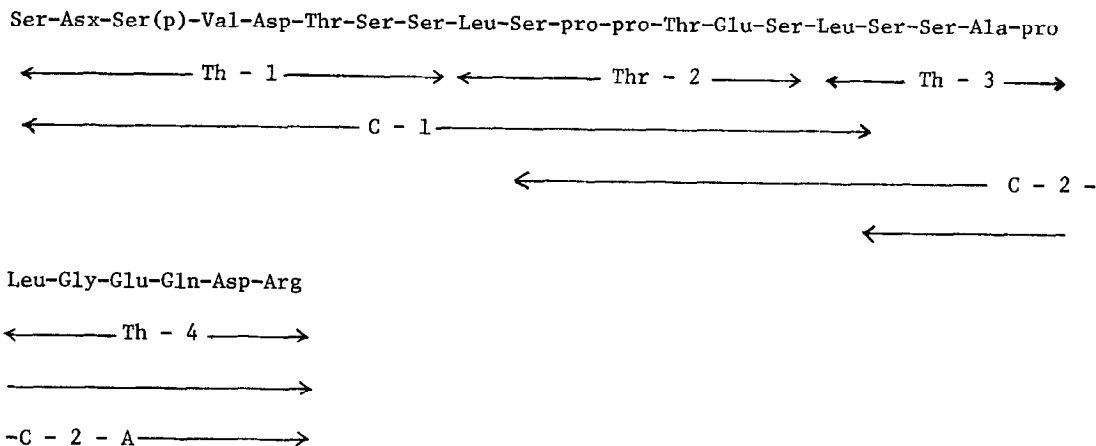 Ser-Asx-Ser(p)-Val-Asp-Thr-Ser-Ser-Leu-Ser-pro-pro-Thr-Glu-Ser-Leu-Ser-Ser-Ala-pro
Th - 1 Thr - 2 Th - 3
C - 1
C - 2 -
Leu-Gly-Glu-Gln-Asp-Arg
Th - 4
-C - 2 - A